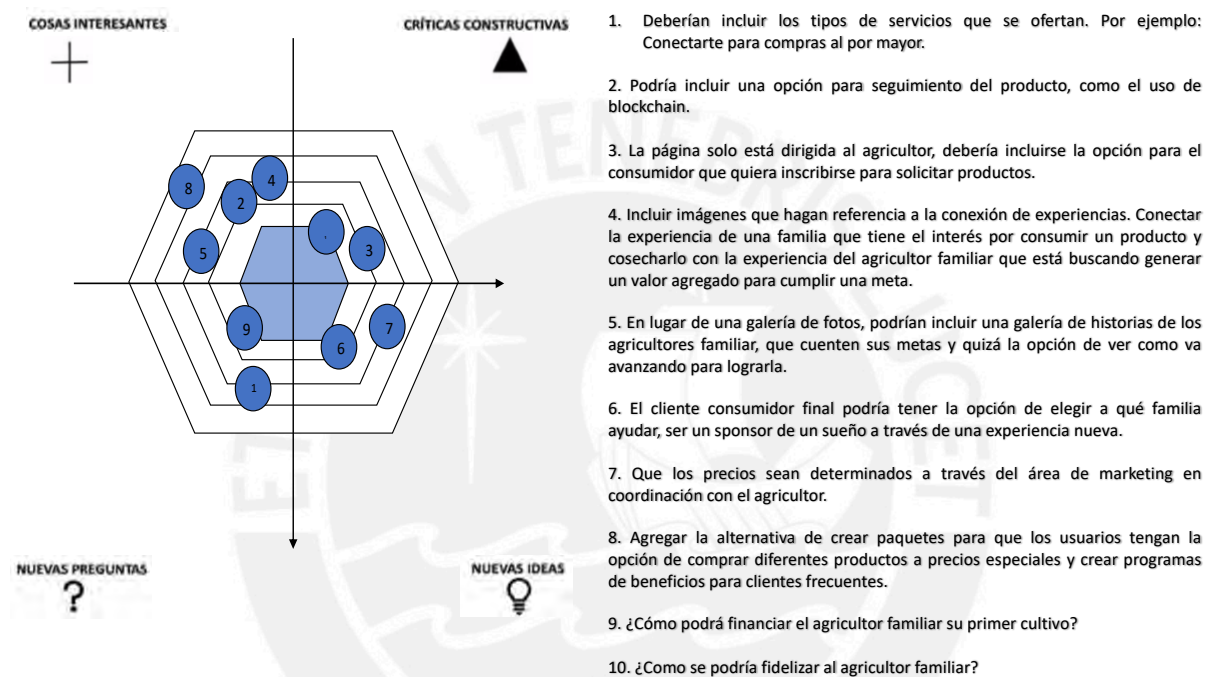 COSAS INTERESANTES
CRÍTICAS CONSTRUCTIVAS
8
4
2
5
.
3
9
6
7
1
NUEVAS PREGUNTAS
?
NUEVAS IDEAS
1. Deberían incluir los tipos de servicios que se ofertan. Por ejemplo:
Conectarte para compras al por mayor.
2. Podría incluir una opción para seguimiento del producto, como el uso de
blockchain.
3. La página solo está dirigida al agricultor, debería incluirse la opción para el
consumidor que quiera inscribirse para solicitar productos.
4. Incluir imágenes que hagan referencia a la conexión de experiencias. Conectar
la experiencia de una familia que tiene el interés por consumir un producto y
cosecharlo con la experiencia del agricultor familiar que está buscando generar
un valor agregado para cumplir una meta.
5. En lugar de una galería de fotos, podrían incluir una galería de historias de los
agricultores familiar, que cuenten sus metas y quizá la opción de ver como va
avanzando para lograrla.
6. El cliente consumidor final podría tener la opción de elegir a qué familia
ayudar, ser un sponsor de un sueño a través de una experiencia nueva.
7. Que los precios sean determinados a través del área de marketing en
coordinación con el agricultor.
8. Agregar la alternativa de crear paquetes para que los usuarios tengan la
opción de comprar diferentes productos a precios especiales y crear programas
de beneficios para clientes frecuentes.
9. ¿Cómo podrá financiar el agricultor familiar su primer cultivo?
10. ¿Como se podría fidelizar al agricultor familiar?